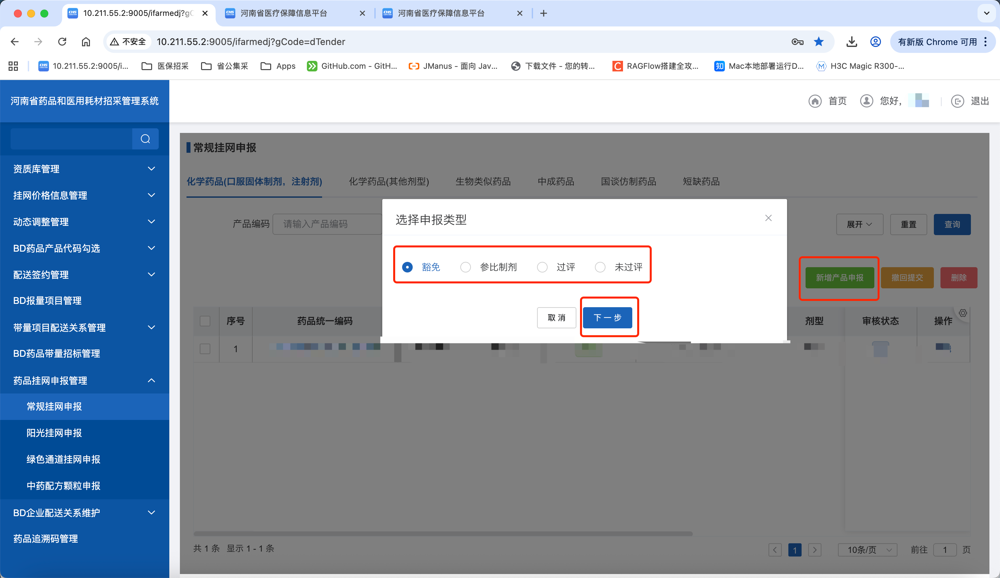 10.211.55.2:9005/ifarmedj?gC
河南省医疗保障信息平台
河南省医疗保障信息平台
不安全 10.211.55.2:9005/ifarmedj?gCode=dTender
有新版 Chrome 可用
10.211.55.2:9005/i...
医保招采
省公集采
Apps
GitHub.com - GitH...
JManus - 面向 Jav...
下载文件 - 您的转...
RAGFlow搭建全攻...
Mac本地部署运行D...
H3C Magic R300-...
河南省药品和医用耗材招采管理系统
首页
您好,
退出
资质库管理
挂网价格信息管理
动态调整管理
BD药品产品代码勾选
配送签约管理
BD报量项目管理
带量项目配送关系管理
BD药品带量招标管理
药品挂网申报管理
常规挂网申报
阳光挂网申报
绿色通道挂网申报
中药配方颗粒申报
BD企业配送关系维护
药品追溯码管理
常规挂网申报
化学药品(口服固体制剂，注射剂)
化学药品(其他剂型)
生物类似药品
中成药品
国谈仿制药品
短缺药品
产品编码 请输入产品编码
展开
重置
查询
选择申报类型
豁免
参比制剂
过评
未过评
取 消
下 一 步
新增产品申报
撤回提交
删除
序号
药品统一编码
剂型
审核状态
操作
1
共 1 条 显示 1 - 1 条
1
10条/页
前往 1 页